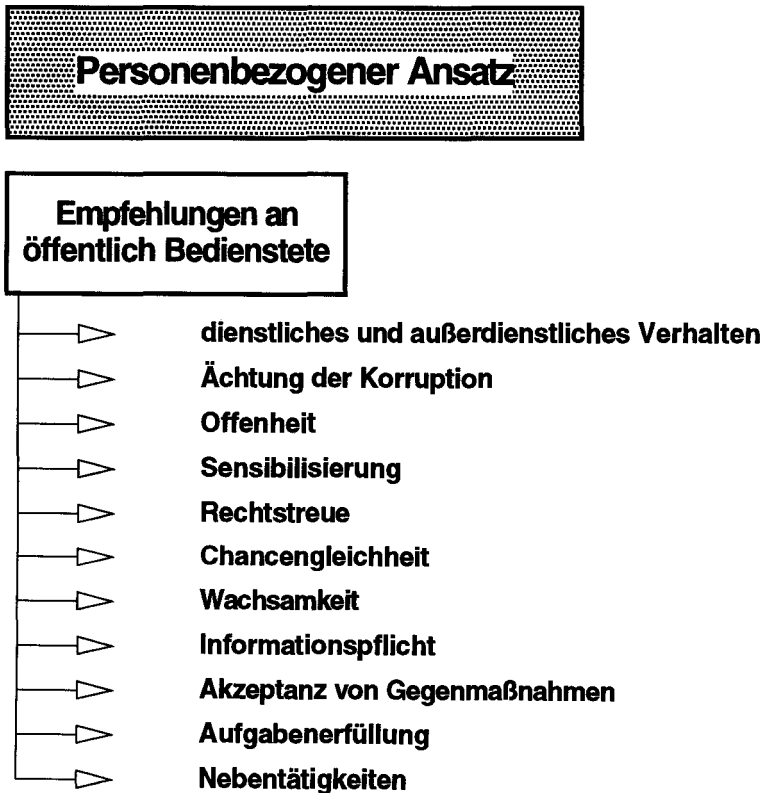 Personenbezogener Ansatz
Empfehlungen an
öffentlich Bedienstete
dienstliches und außerdienstliches Verhalten
Ächtung der Korruption
Offenheit
Sensibilisierung
Rechtstreue
Chancengleichheit
Wachsamkeit
Informationspflicht
Akzeptanz von Gegenmaßnahmen
Aufgabenerfüllung
Nebentätigkeiten